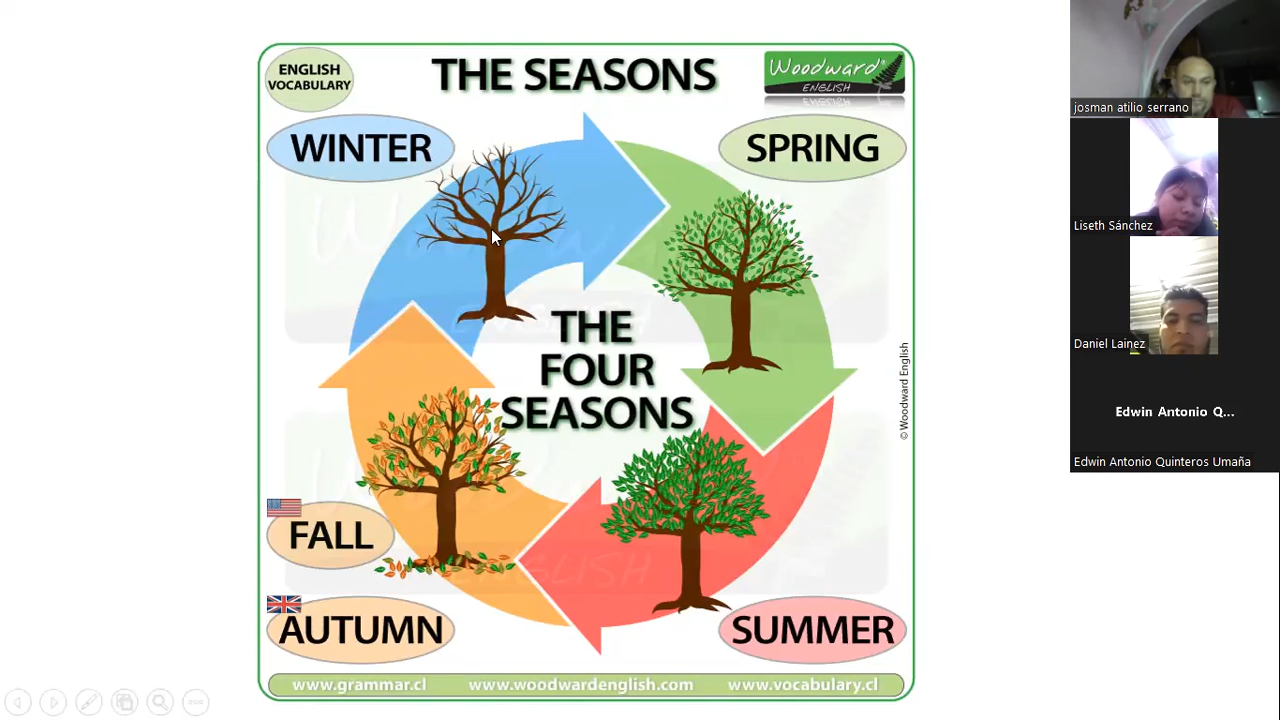 ENGLISH
VOCABULARY
THE SEASONS
Woodward®
ENGLISH
WINTER
SPRING
THE
FOUR
SEASONS
© Woodward English
FALL
AUTUMN
SUMMER
www.grammar.cl www.woodwardenglish.com www.vocabulary.cl
josman atilio serrano
Liseth Sánchez
Daniel Lainez
Edwin Antonio Q...
Edwin Antonio Quinteros Umaña